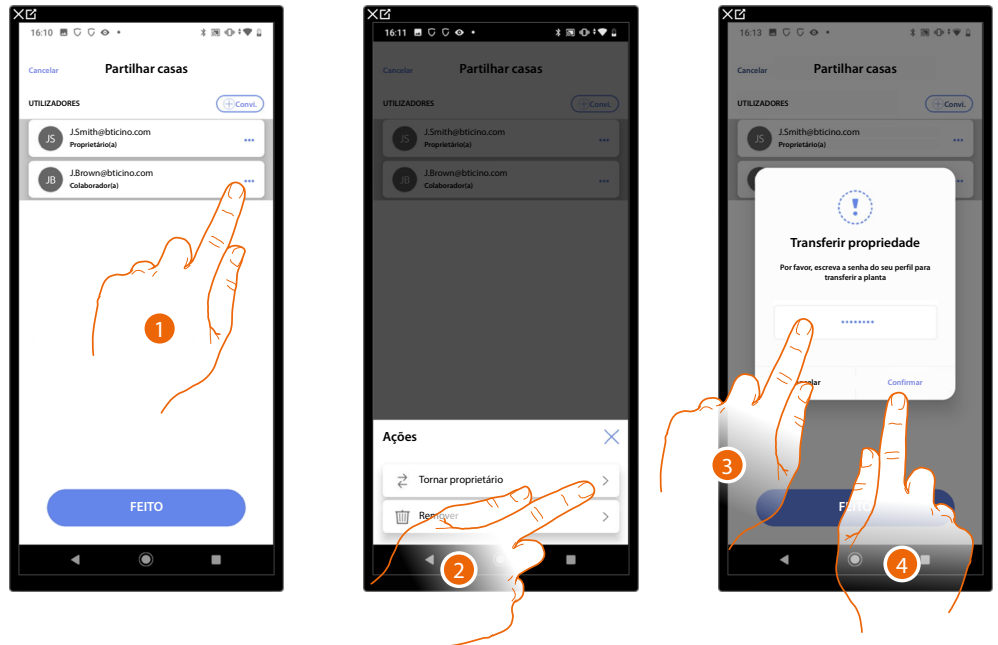 16:10
Cancelar
Partilhar casas
UTILIZADORES
Convi.
JS
J.Smith@bticino.com
Proprietário(a)
JB
J.Brown@bticino.com
Colaborador(a)
1
FEITO
16:11
Cancelar
Partilhar casas
UTILIZADORES
Convi.
JS
J.Smith@bticino.com
Proprietário(a)
JB
J.Brown@bticino.com
Colaborador(a)
Ações
Tornar proprietário
Remover
2
16:13
Cancelar
Partilhar casas
UTILIZADORES
Convi.
JS
J.Smith@bticino.com
Proprietário(a)
Transferir propriedade
Por favor, escreva a senha do seu perfil para
transferir a planta
Confirmar
3
4